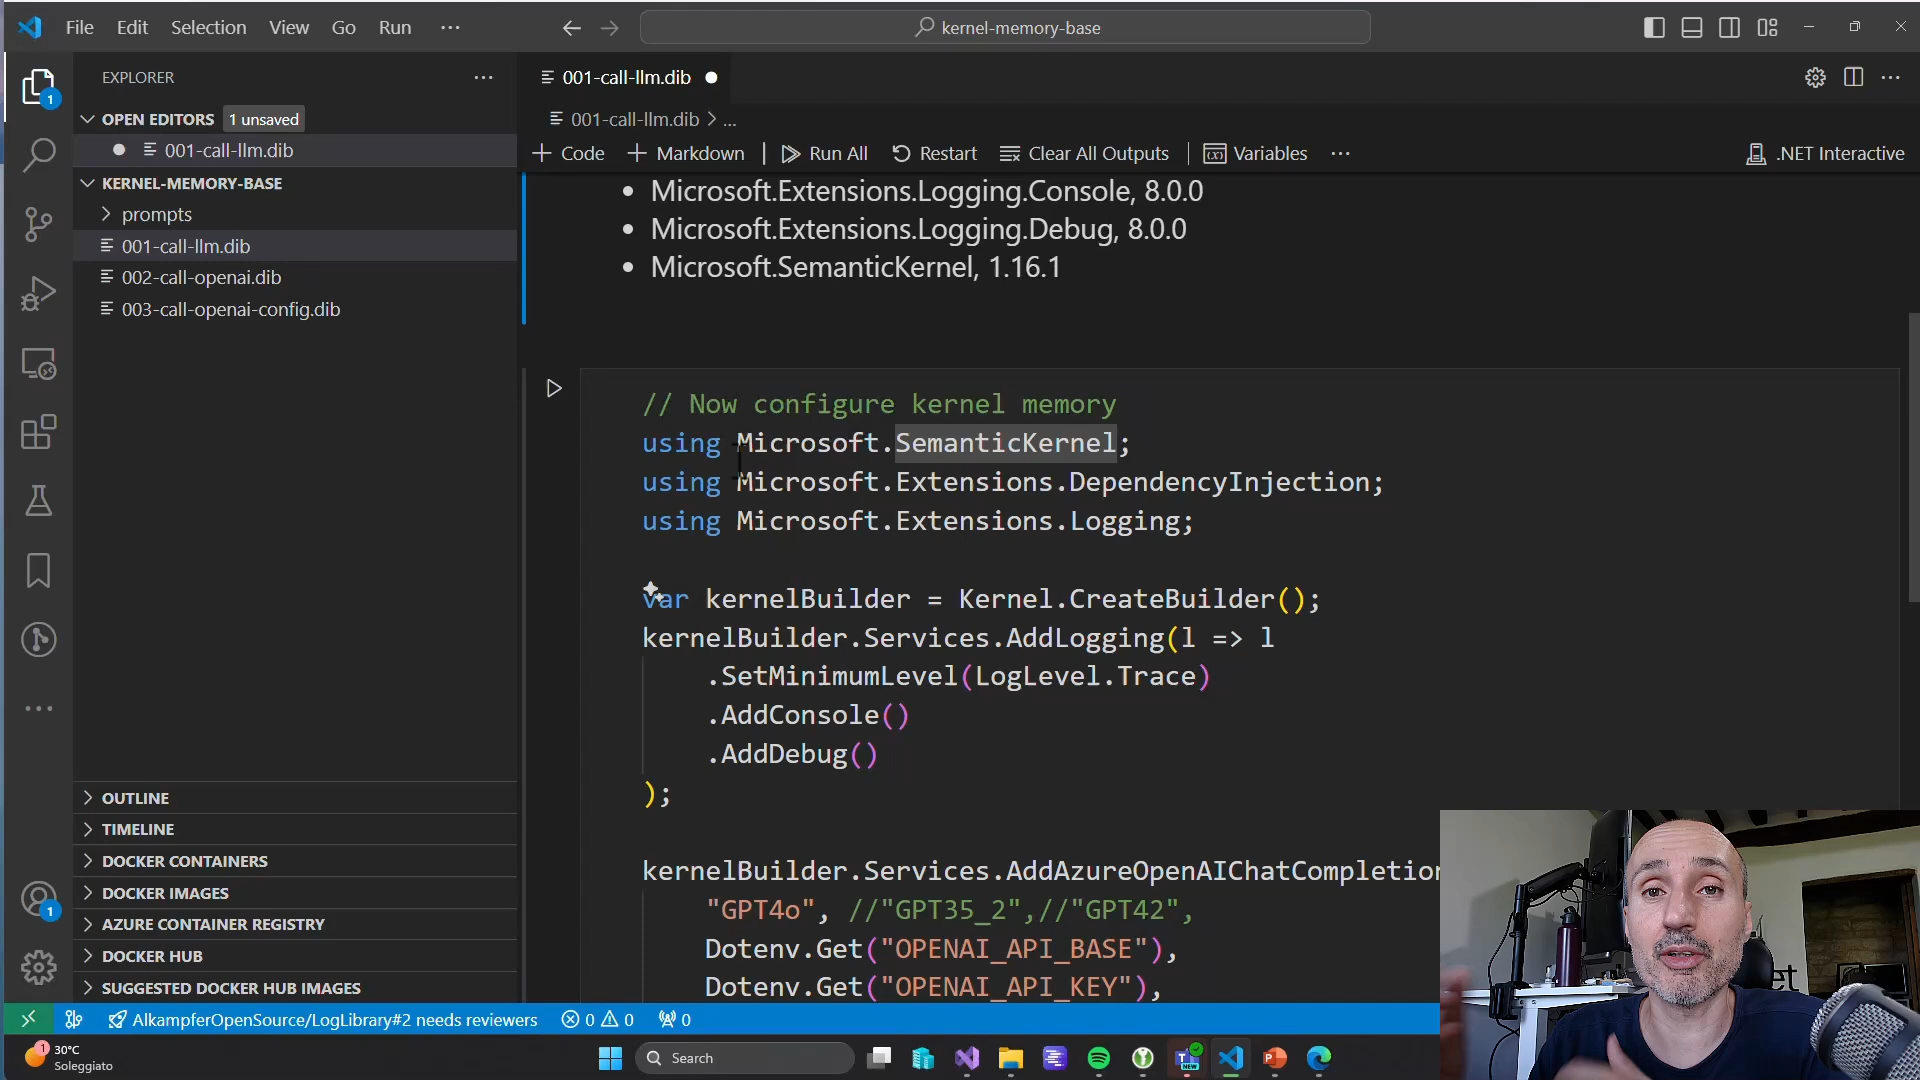 File Edit Selection View Go Run
kernel-memory-base
EXPLORER
OPEN EDITORS 1 unsaved
001-call-llm.dib
KERNEL-MEMORY-BASE
prompts
001-call-llm.dib
002-call-openai.dib
003-call-openai-config.dib
OUTLINE
TIMELINE
DOCKER CONTAINERS
DOCKER IMAGES
AZURE CONTAINER REGISTRY
DOCKER HUB
SUGGESTED DOCKER HUB IMAGES
1
1
001-call-llm.dib
001-call-llm.dib > ...
+ Code + Markdown Run All Restart Clear All Outputs Variables ... .NET Interactive
• Microsoft.Extensions.Logging.Console, 8.0.0
• Microsoft.Extensions.Logging.Debug, 8.0.0
• Microsoft.SemanticKernel, 1.16.1
// Now configure kernel memory
using Microsoft.SemanticKernel;
using Microsoft.Extensions.DependencyInjection;
using Microsoft.Extensions.Logging;
var kernelBuilder = Kernel.CreateBuilder();
kernelBuilder.Services.AddLogging(l => l
.SetMinimumLevel(LogLevel.Trace)
.AddConsole()
.AddDebug()
);
kernelBuilder.Services.AddAzureOpenAIChatCompletion
"GPT4o", //"GPT35_2",//"GPT42",
Dotenv.Get("OPENAI_API_BASE"),
Dotenv.Get("OPENAI_API_KEY"),
AlkampferOpenSource/LogLibrary#2 needs reviewers 0 0 0
1
30°C
Soleggiato
Search
NEW